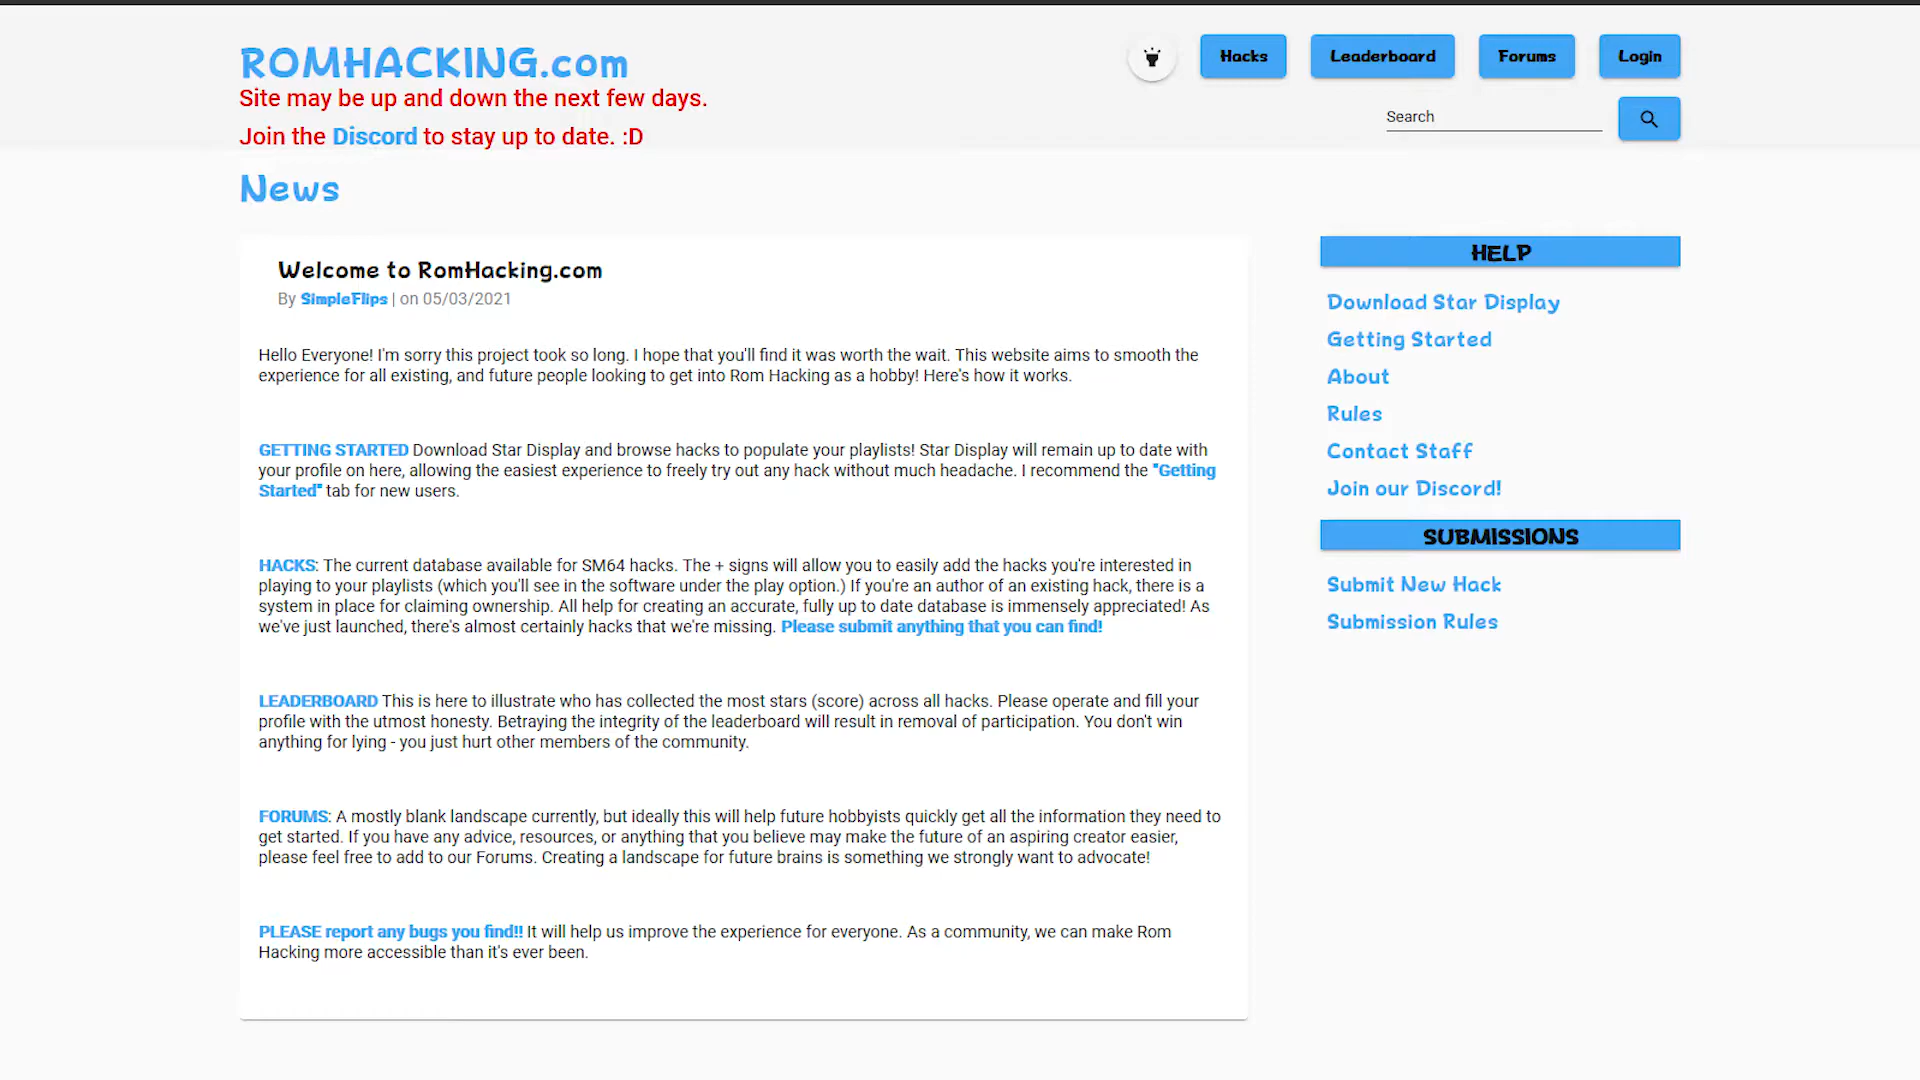 ROMHACKING.com
Site may be up and down the next few days.
Join the Discord to stay up to date. :D
Hacks
Leaderboard
Forums
Login
Search
News
Welcome to RomHacking.com
By SimpleFlips | on 05/03/2021
Hello Everyone! I'm sorry this project took so long. I hope that you'll find it was worth the wait. This website aims to smooth the
experience for all existing, and future people looking to get into Rom Hacking as a hobby! Here's how it works.
GETTING STARTED Download Star Display and browse hacks to populate your playlists! Star Display will remain up to date with
your profile on here, allowing the easiest experience to freely try out any hack without much headache. I recommend the "Getting
Started" tab for new users.
HACKS: The current database available for SM64 hacks. The + signs will allow you to easily add the hacks you're interested in
playing to your playlists (which you'll see in the software under the play option.) If you're an author of an existing hack, there is a
system in place for claiming ownership. All help for creating an accurate, fully up to date database is immensely appreciated! As
we've just launched, there's almost certainly hacks that we're missing. Please submit anything that you can find!
LEADERBOARD This is here to illustrate who has collected the most stars (score) across all hacks. Please operate and fill your
profile with the utmost honesty. Betraying the integrity of the leaderboard will result in removal of participation. You don't win
anything for lying - you just hurt other members of the community.
FORUMS: A mostly blank landscape currently, but ideally this will help future hobbyists quickly get all the information they need to
get started. If you have any advice, resources, or anything that you believe may make the future of an aspiring creator easier,
please feel free to add to our Forums. Creating a landscape for future brains is something we strongly want to advocate!
PLEASE report any bugs you find!! It will help us improve the experience for everyone. As a community, we can make Rom
Hacking more accessible than it's ever been.
HELP
Download Star Display
Getting Started
About
Rules
Contact Staff
Join our Discord!
SUBMISSIONS
Submit New Hack
Submission Rules